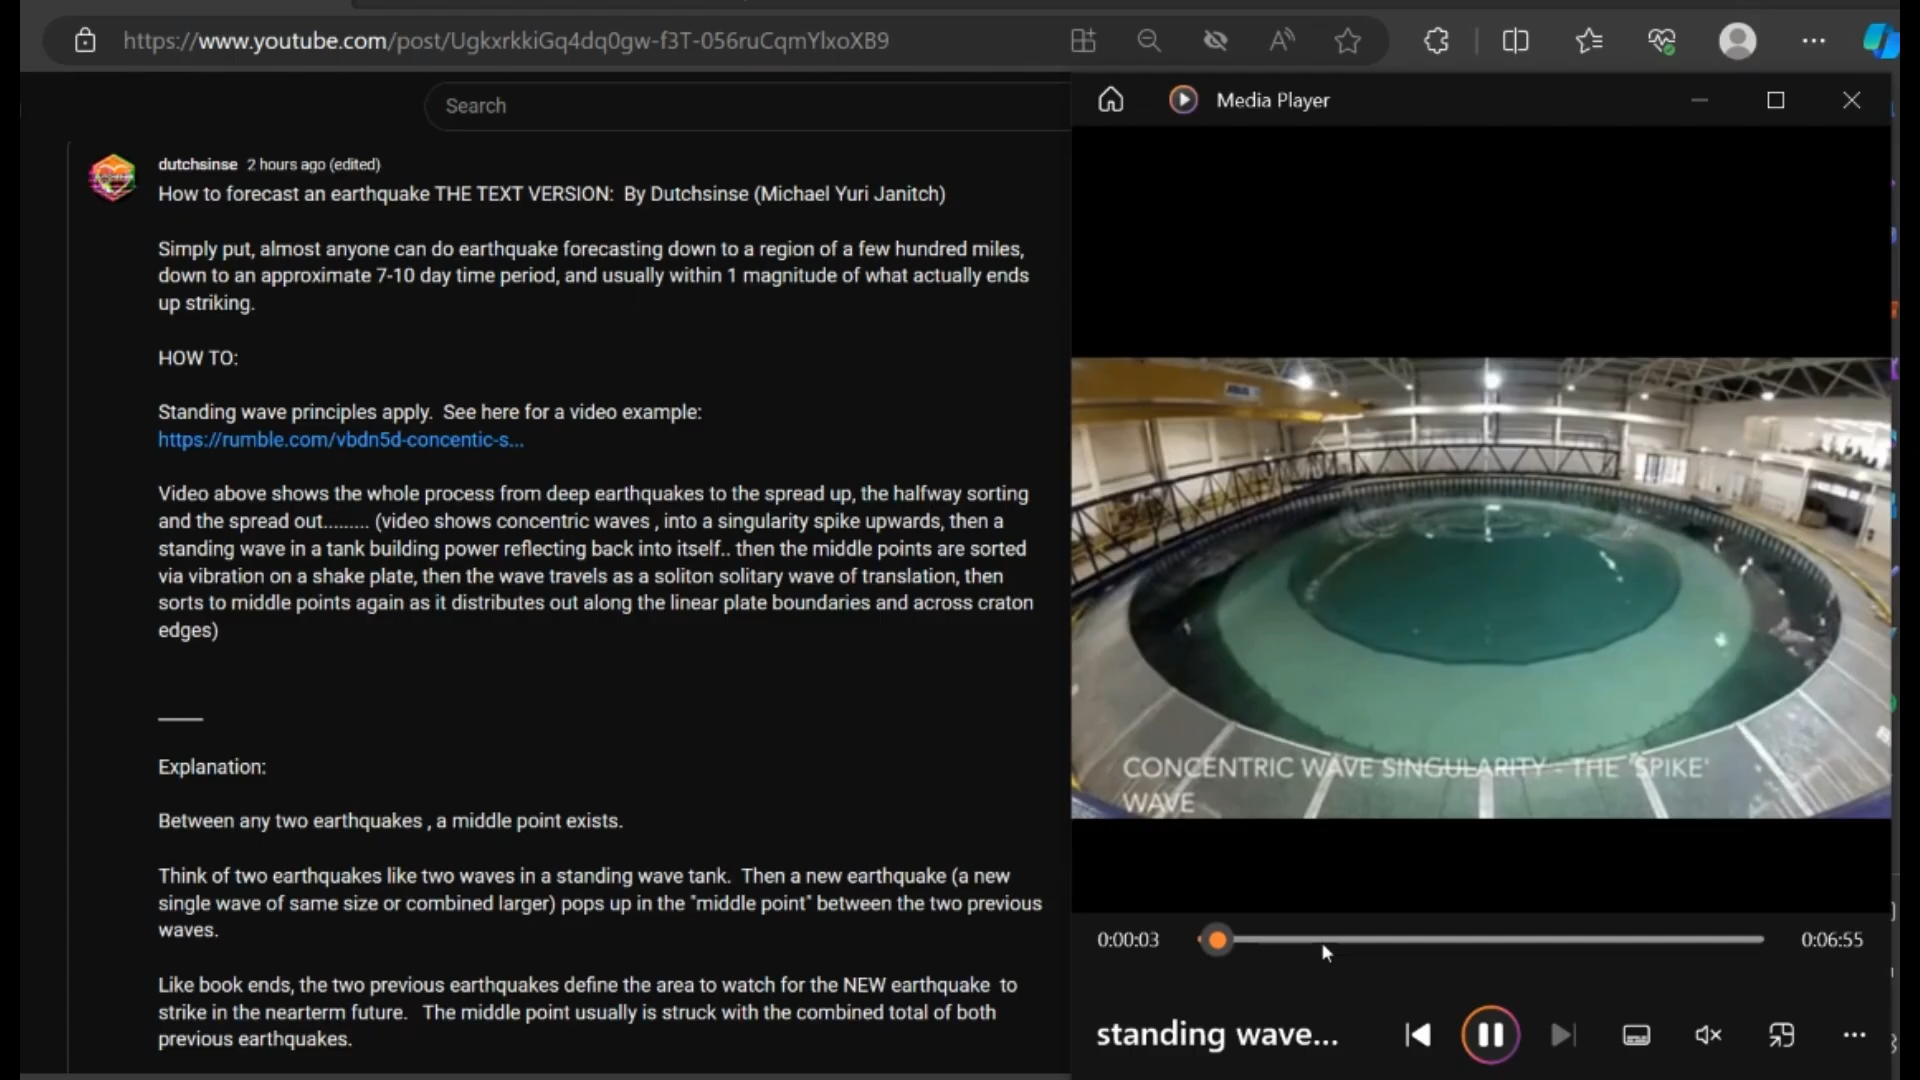 https://www.youtube.com/post/UgkxrkkiGq4dq0gw-f3T-056ruCqmYlxoXB9
Search
Media Player
dutchsinse 2 hours ago (edited)
How to forecast an earthquake THE TEXT VERSION: By Dutchsinse (Michael Yuri Janitch)
Simply put, almost anyone can do earthquake forecasting down to a region of a few hundred miles,
down to an approximate 7-10 day time period, and usually within 1 magnitude of what actually ends
up striking.
HOW TO:
Standing wave principles apply. See here for a video example:
https://rumble.com/vbdn5d-concentic-s...
Video above shows the whole process from deep earthquakes to the spread up, the halfway sorting
and the spread out......... (video shows concentric waves , into a singularity spike upwards, then a
standing wave in a tank building power reflecting back into itself.. then the middle points are sorted
via vibration on a shake plate, then the wave travels as a soliton solitary wave of translation, then
sorts to middle points again as it distributes out along the linear plate boundaries and across craton
edges)
Explanation:
Between any two earthquakes , a middle point exists.
Think of two earthquakes like two waves in a standing wave tank. Then a new earthquake (a new
single wave of same size or combined larger) pops up in the "middle point" between the two previous
waves.
Like book ends, the two previous earthquakes define the area to watch for the NEW earthquake to
strike in the nearterm future. The middle point usually is struck with the combined total of both
previous earthquakes.
CONCENTRIC WAVE SINGULARITY - THE 'SPIKE'
WAVE
0:00:03
0:06:55
standing wave...